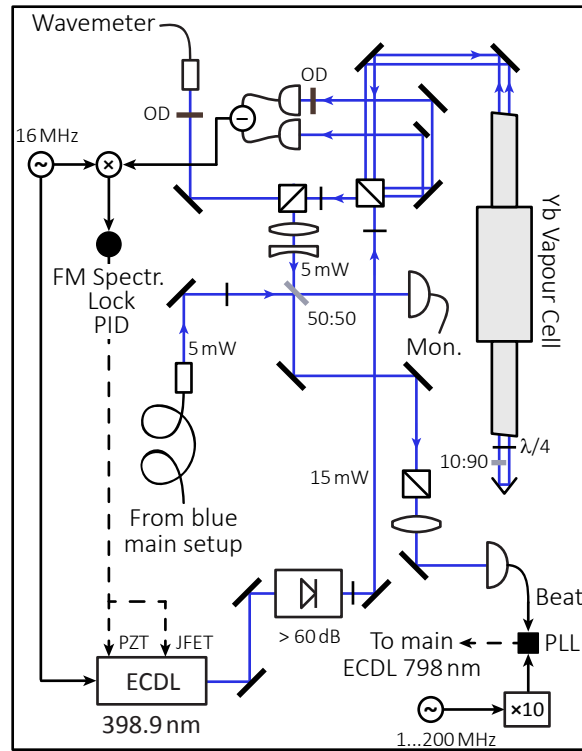 Wavemeter
OD
OD
16 MHz
~
×
−
FM Spectr.
Lock
PID
5 mW
50:50
5 mW
Mon.
Yb Vapour Cell
λ/4
10:90
15 mW
From blue
main setup
> 60 dB
PZT
JFET
ECDL
398.9 nm
Beat
PLL
To main
ECDL 798 nm
×10
~
1...200 MHz